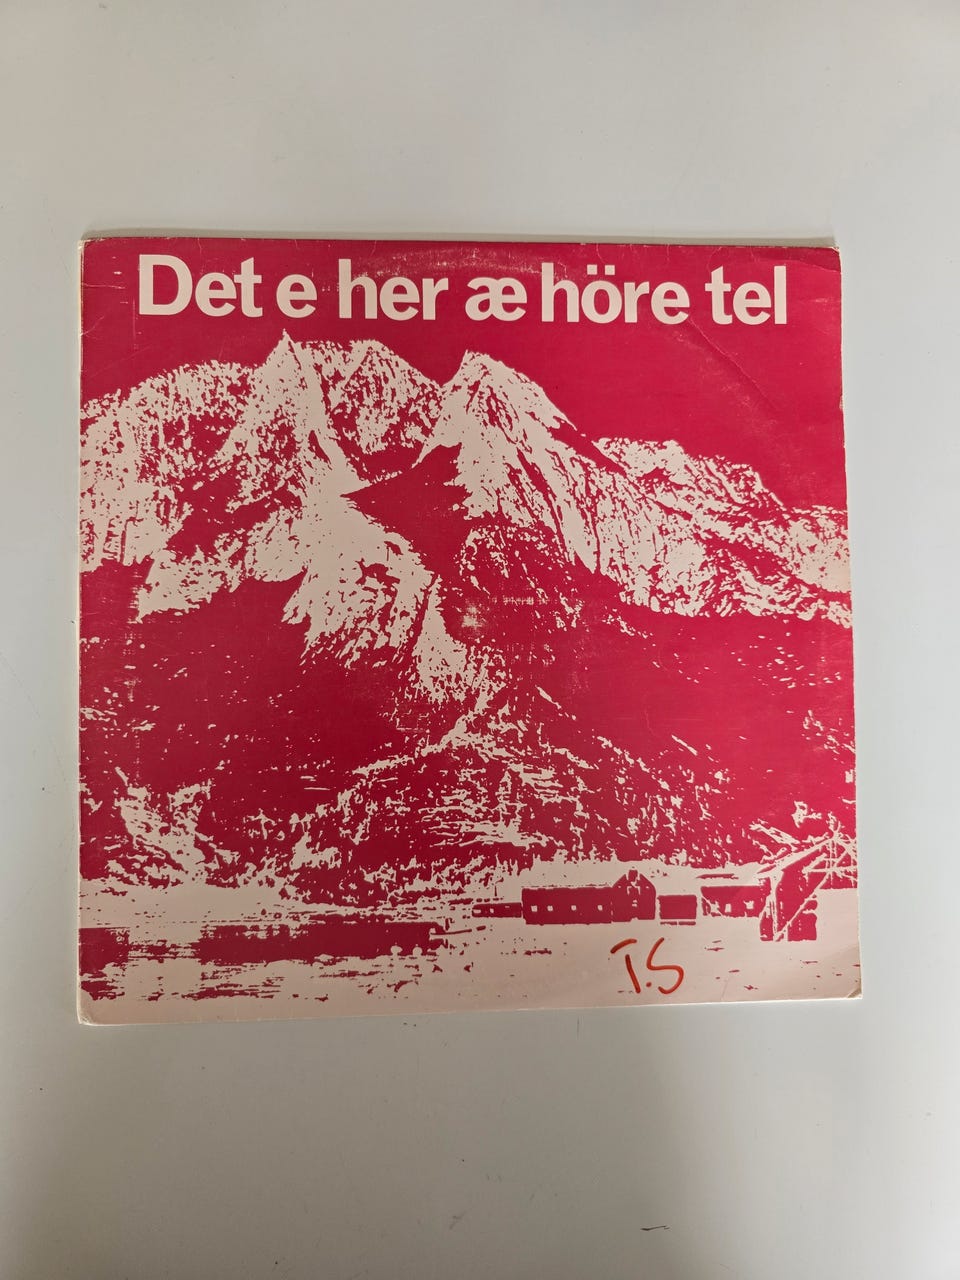 Det e her æ höre tel
T.S